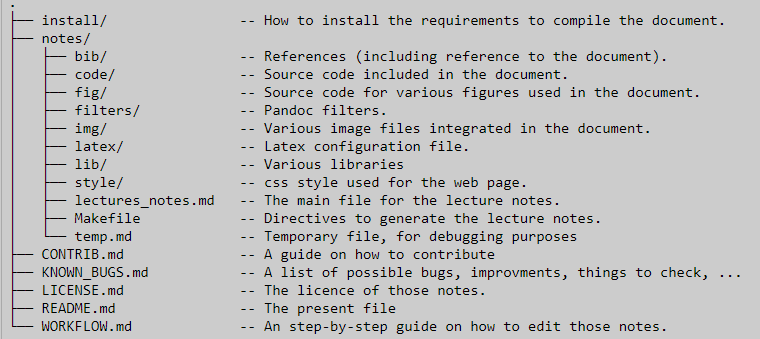 .
├── install/                -- How to install the requirements to compile the document.
├── notes/
│   ├── bib/                -- References (including reference to the document).
│   ├── code/               -- Source code included in the document.
│   ├── fig/                -- Source code for various figures used in the document.
│   ├── filters/            -- Pandoc filters.
│   ├── img/                -- Various image files integrated in the document.
│   ├── latex/              -- Latex configuration file.
│   ├── lib/                -- Various libraries
│   ├── style/              -- css style used for the web page.
│   ├── lectures_notes.md   -- The main file for the lecture notes.
│   ├── Makefile            -- Directives to generate the lecture notes.
│   └── temp.md             -- Temporary file, for debugging purposes
├── CONTRIB.md              -- A guide on how to contribute
├── KNOWN_BUGS.md           -- A list of possible bugs, improvments, things to check, ...
├── LICENSE.md              -- The licence of those notes.
├── README.md               -- The present file
└── WORKFLOW.md             -- An step-by-step guide on how to edit those notes.